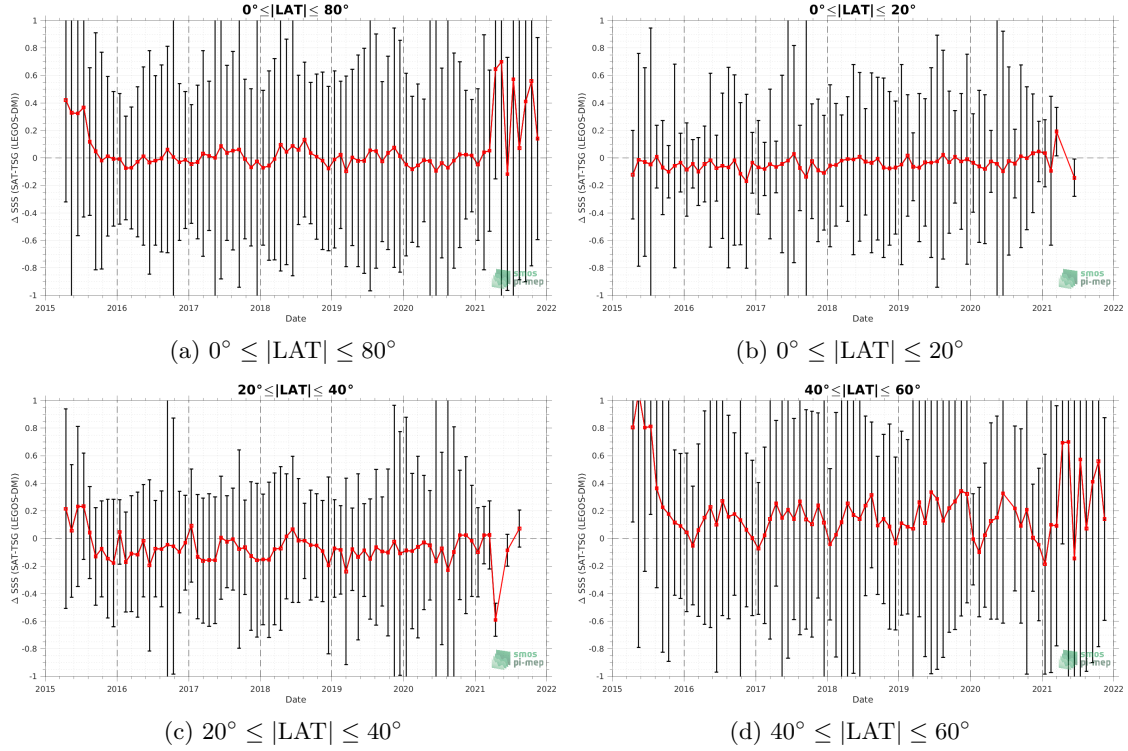 0°≤|LAT|≤ 80°
Δ SSS (SAT-TSG (LEGOS-DM))
1
0.8
0.6
0.4
0.2
0
-0.2
-0.4
-0.6
-0.8
-1
2015 2016 2017 2018 2019 2020 2021 2022
Date
smos
pi-mep
(a) 0° ≤ |LAT| ≤ 80°
0°≤|LAT|≤ 20°
Δ SSS (SAT-TSG (LEGOS-DM))
1
0.8
0.6
0.4
0.2
0
-0.2
-0.4
-0.6
-0.8
-1
2015 2016 2017 2018 2019 2020 2021 2022
Date
smos
pi-mep
(b) 0° ≤ |LAT| ≤ 20°
20°≤|LAT|≤ 40°
Δ SSS (SAT-TSG (LEGOS-DM))
1
0.8
0.6
0.4
0.2
0
-0.2
-0.4
-0.6
-0.8
-1
2015 2016 2017 2018 2019 2020 2021 2022
Date
smos
pi-mep
(c) 20° ≤ |LAT| ≤ 40°
40°≤|LAT|≤ 60°
Δ SSS (SAT-TSG (LEGOS-DM))
1
0.8
0.6
0.4
0.2
0
-0.2
-0.4
-0.6
-0.8
-1
2015 2016 2017 2018 2019 2020 2021 2022
Date
smos
pi-mep
(d) 40° ≤ |LAT| ≤ 60°